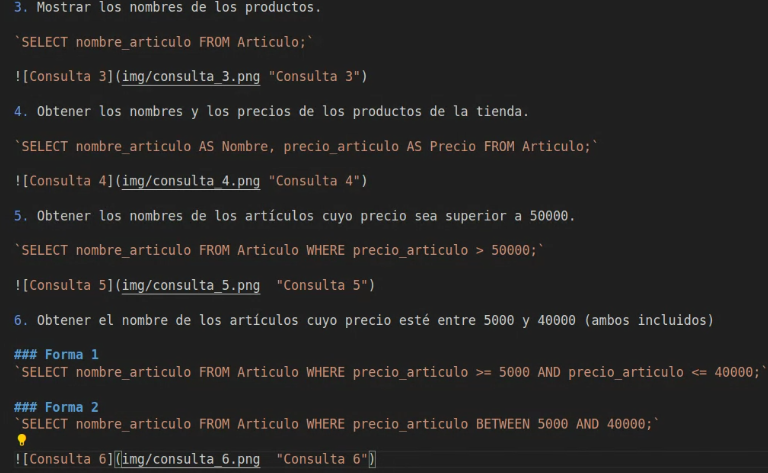 3. Mostrar los nombres de los productos.
`SELECT nombre_articulo FROM Articulo;`
![Consulta 3](img/consulta_3.png "Consulta 3")
4. Obtener los nombres y los precios de los productos de la tienda.
`SELECT nombre_articulo AS Nombre, precio_articulo AS Precio FROM Articulo;`
![Consulta 4](img/consulta_4.png "Consulta 4")
5. Obtener los nombres de los artículos cuyo precio sea superior a 50000.
`SELECT nombre_articulo FROM Articulo WHERE precio_articulo > 50000;`
![Consulta 5](img/consulta_5.png  "Consulta 5")
6. Obtener el nombre de los artículos cuyo precio esté entre 5000 y 40000 (ambos incluidos)
### Forma 1
`SELECT nombre_articulo FROM Articulo WHERE precio_articulo >= 5000 AND precio_articulo <= 40000;`
### Forma 2
`SELECT nombre_articulo FROM Articulo WHERE precio_articulo BETWEEN 5000 AND 40000;`
![Consulta 6](img/consulta_6.png  "Consulta 6")